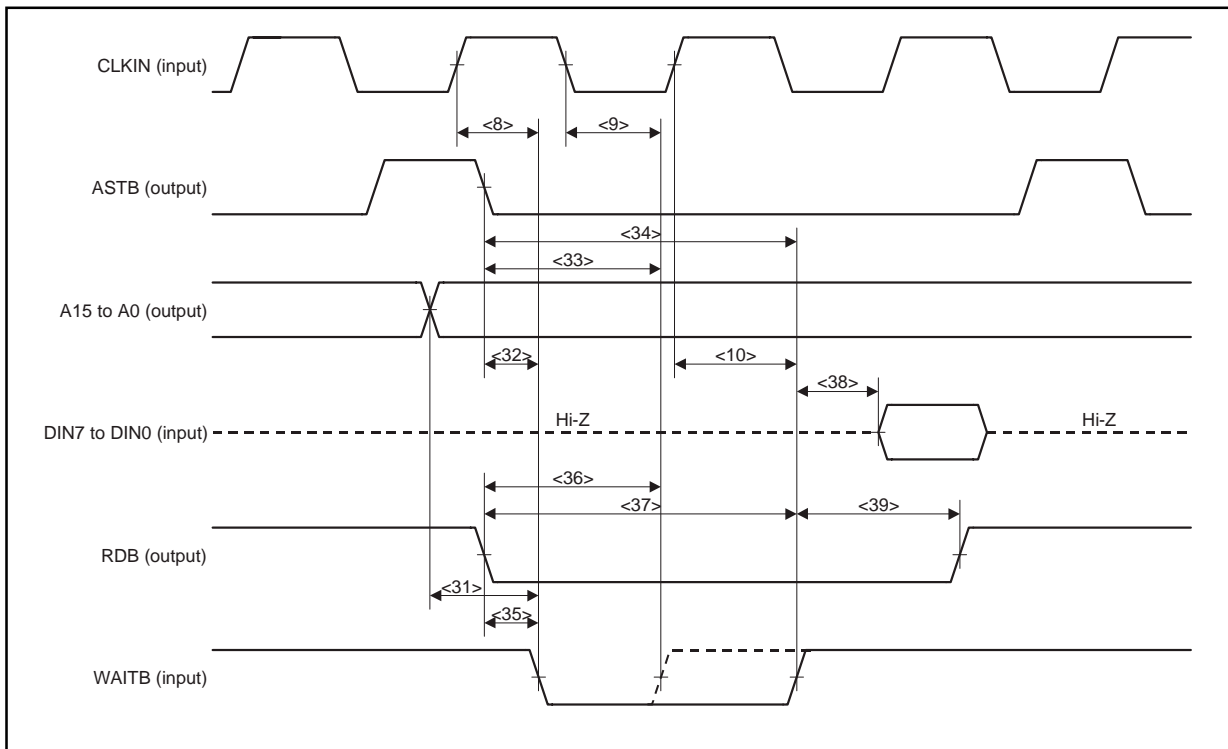 CLKIN (input)
<8>
<9>
ASTB (output)
<34>
<33>
A15 to A0 (output)
<32>
<10>
<38>
Hi-Z
Hi-Z
DIN7 to DIN0 (input)
<36>
<37>
<39>
RDB (output)
<31>
<35>
WAITB (input)